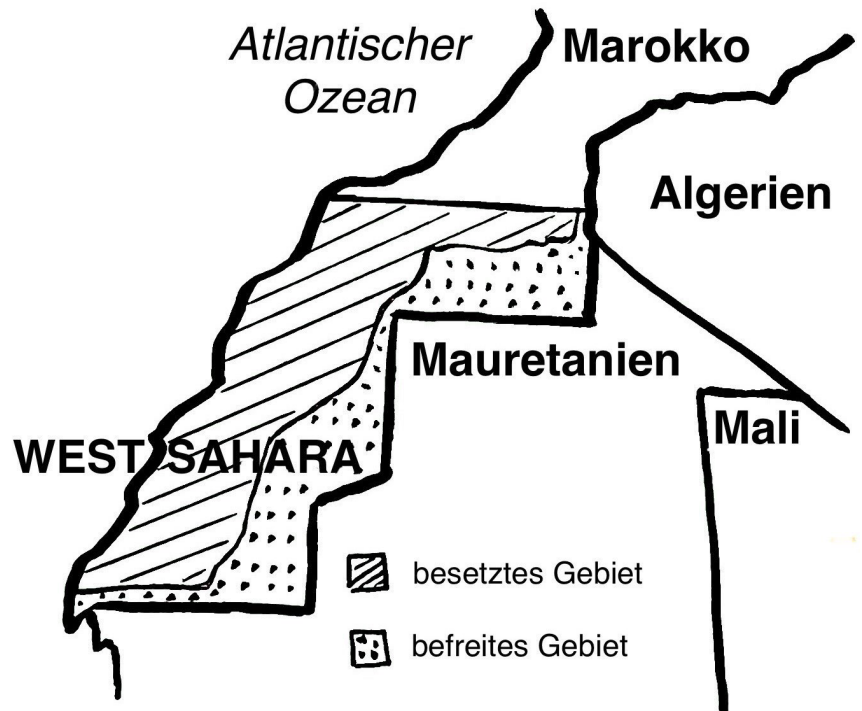 Atlantischer
Ozean
Marokko
Algerien
Mauretanien
Mali
WEST SAHARA
besetztes Gebiet
befreites Gebiet